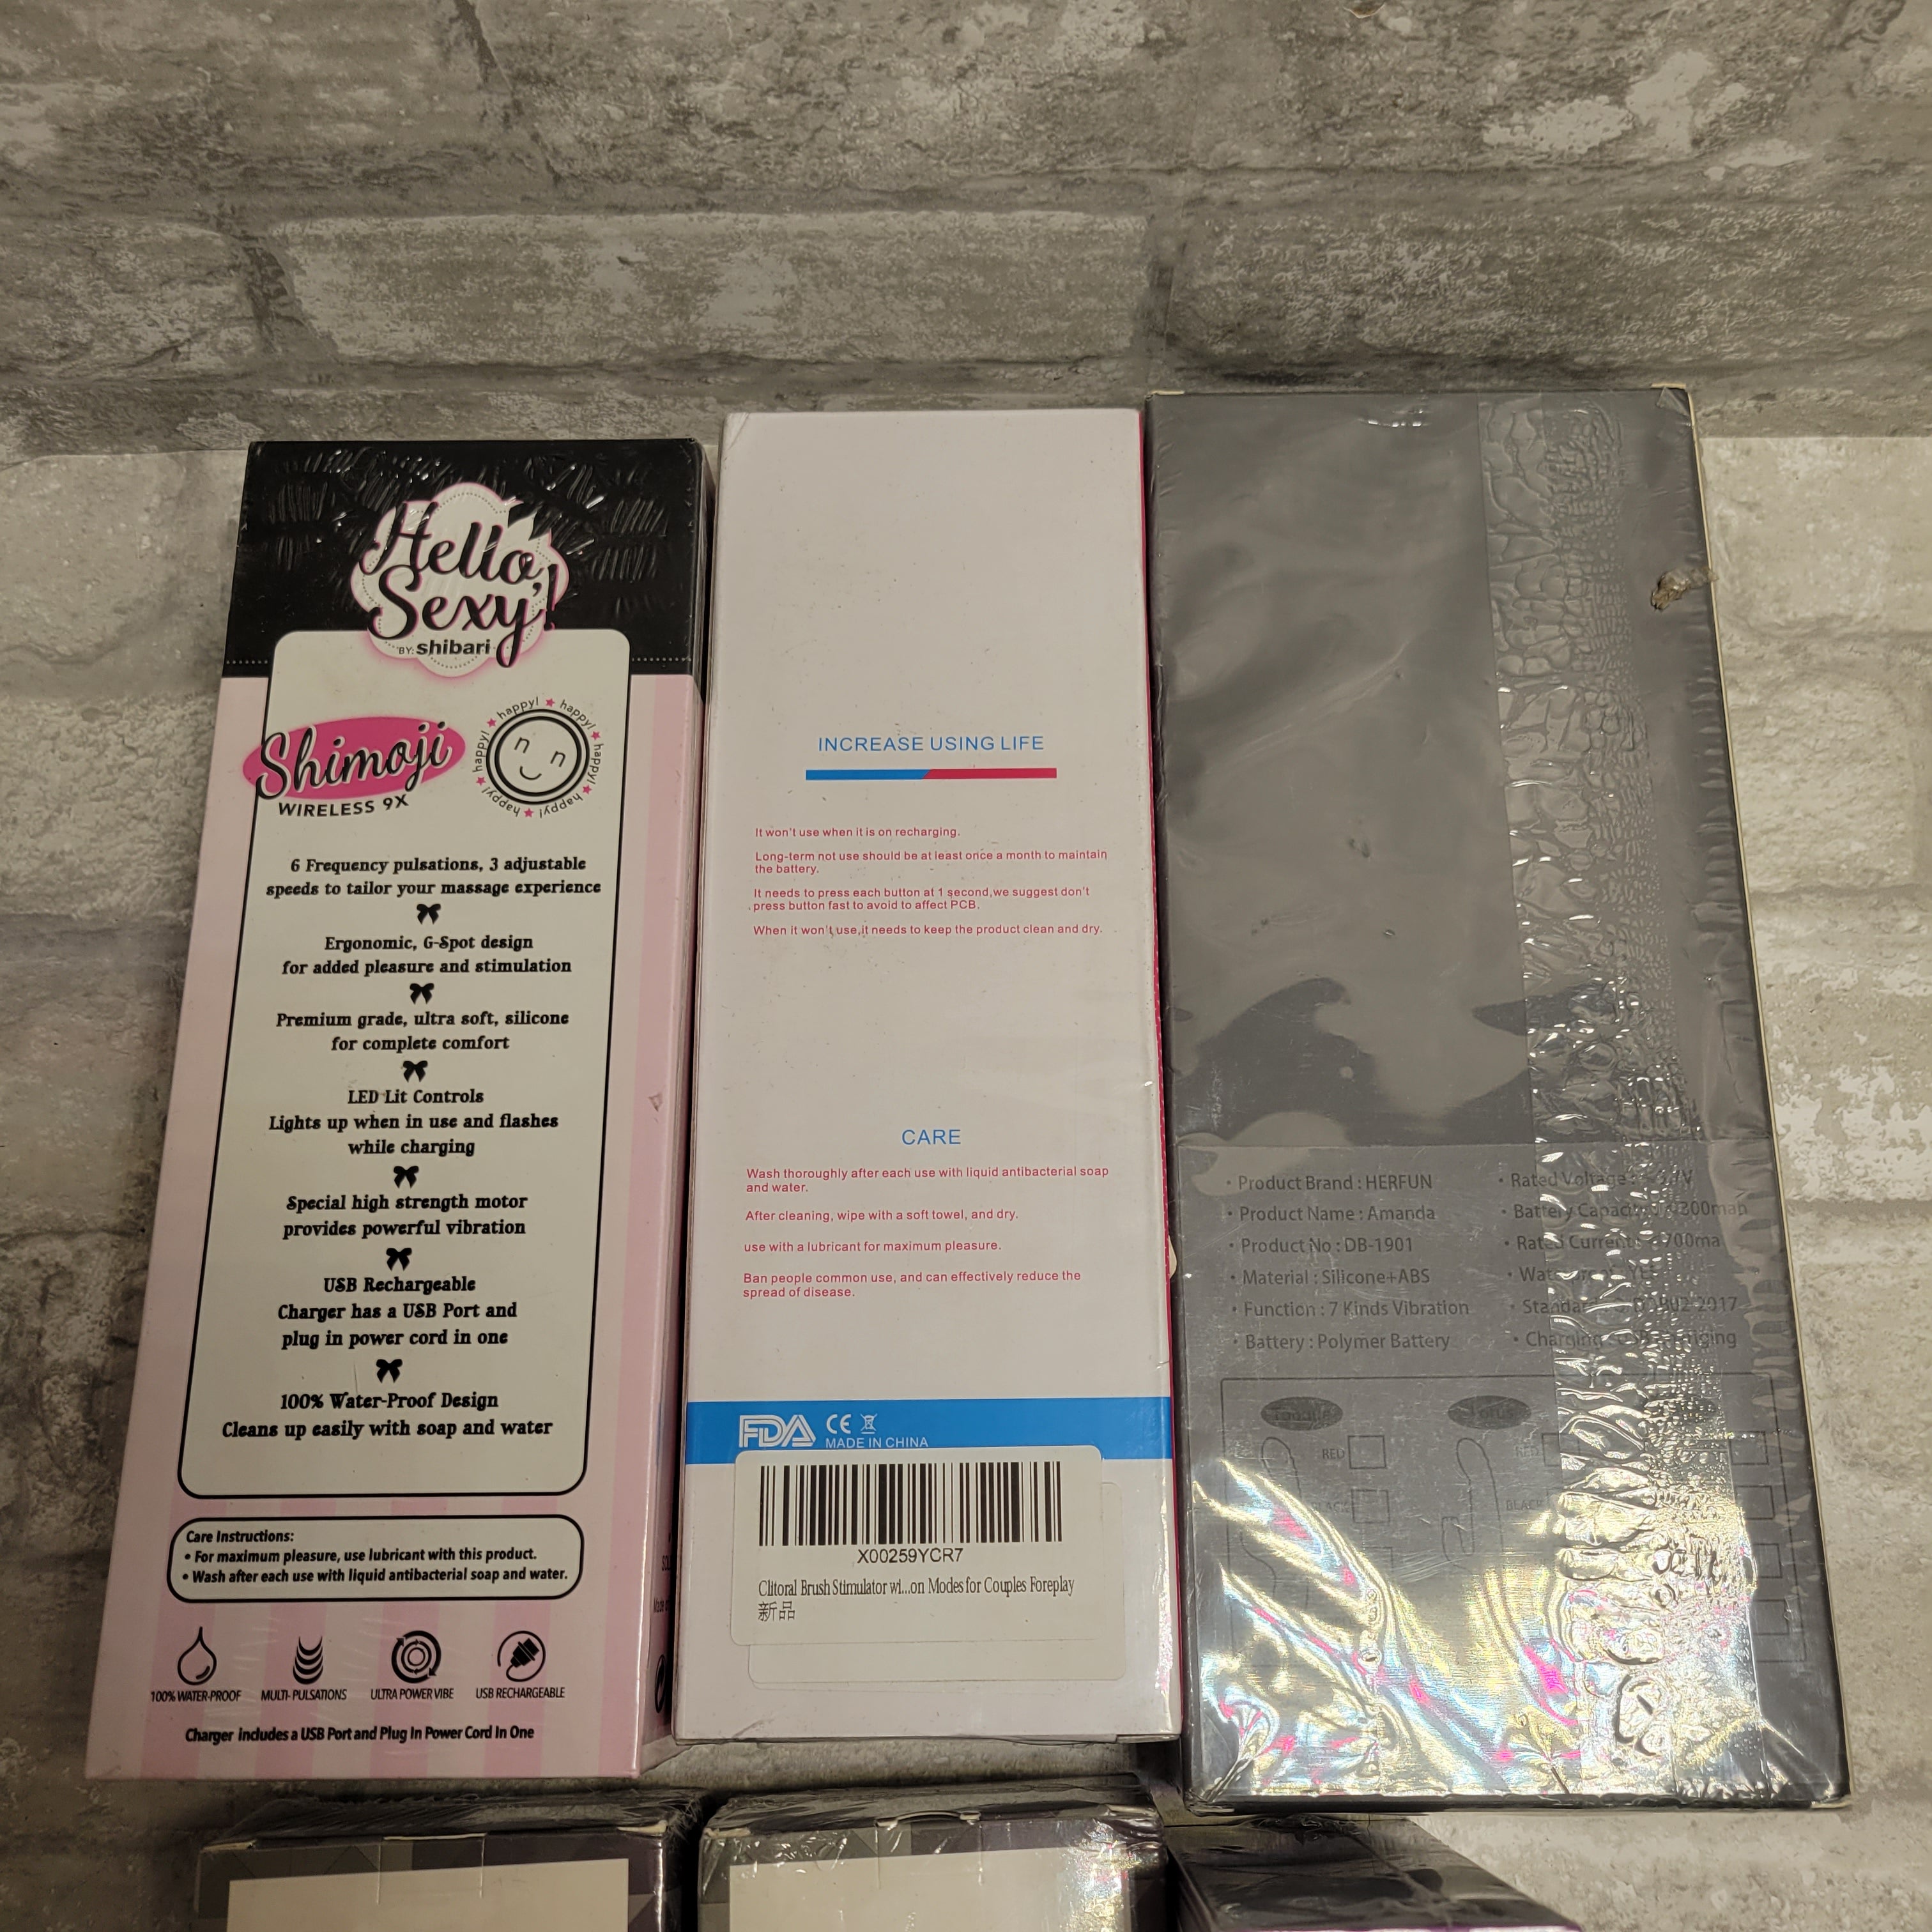 Hello,
Sexy!
BY: shibari
Shimoji
WIRELESS 9X
happy! happy! happy! happy! happy! happy!
6 Frequency pulsations, 3 adjustable
speeds to tailor your massage experience
Ergonomic, G-Spot design
for added pleasure and stimulation
Premium grade, ultra soft, silicone
for complete comfort
LED Lit Controls
Lights up when in use and flashes
while charging
Special high strength motor
provides powerful vibration
USB Rechargeable
Charger has a USB Port and
plug in power cord in one
100% Water-Proof Design
Cleans up easily with soap and water
Care Instructions:
• For maximum pleasure, use lubricant with this product.
• Wash after each use with liquid antibacterial soap and water.
100% WATER-PROOF
MULTI-PULSATIONS
ULTRA POWER VIBE
USB RECHARGEABLE
Charger includes a USB Port and Plug In Power Cord In One
INCREASE USING LIFE
It won't use when it is on recharging.
Long-term not use should be at least once a month to maintain
the battery.
It needs to press each button at 1 second,we suggest don't
press button fast to avoid to affect PCB.
When it won't use,it needs to keep the product clean and dry.
CARE
Wash thoroughly after each use with liquid antibacterial soap
and water.
After cleaning, wipe with a soft towel, and dry.
use with a lubricant for maximum pleasure.
Ban people common use, and can effectively reduce the
spread of disease.
FDA CE
MADE IN CHINA
X00259YCR7
Clitoral Brush Stimulator wi...on Modes for Couples Foreplay
新品
• Product Brand : HERFUN
• Product Name : Amanda
• Product No : DB-1901
• Material : Silicone+ABS
• Function : 7 Kinds Vibration
• Battery : Polymer Battery
• Rated Voltage :
• Battery Capacity :
• Rated Current :
RED
BLACK